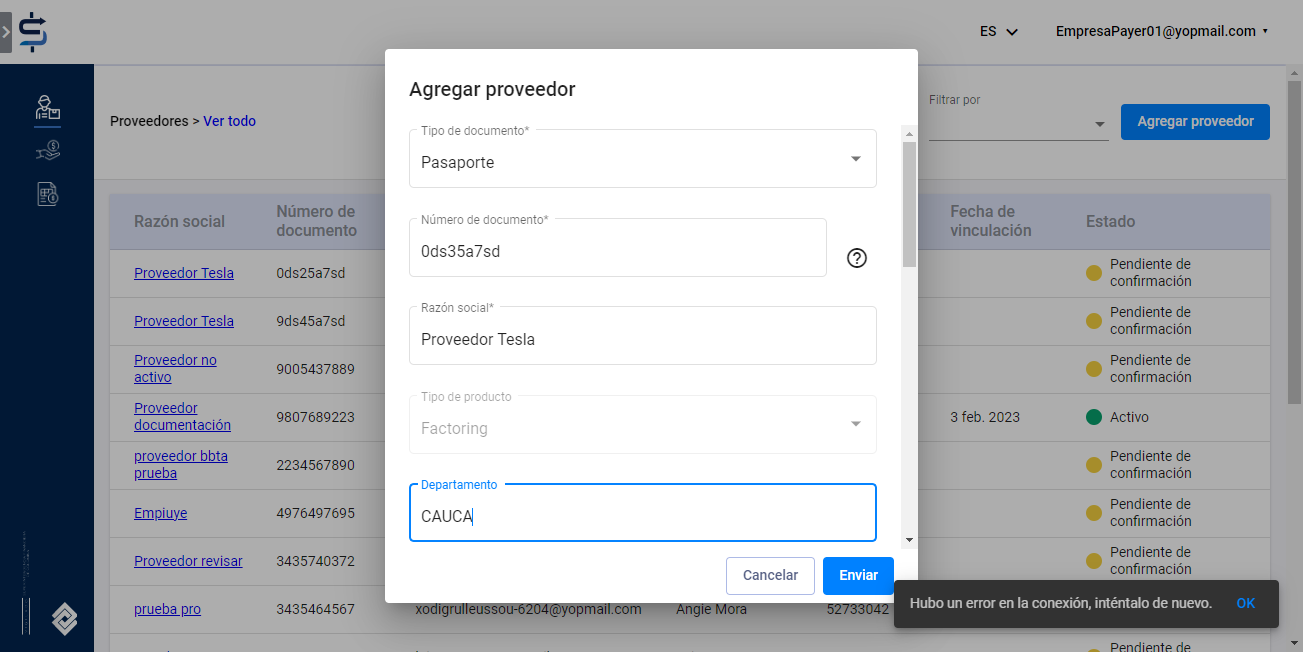 ES
EmpresaPayer01@yopmail.com
Agregar proveedor
Proveedores > Ver todo
Filtrar por
Agregar proveedor
Tipo de documento*
Pasaporte
Número de documento*
0ds35a7sd
Razón social*
Proveedor Tesla
Tipo de producto
Factoring
Departamento
CAUCA
Cancelar
Enviar
Razón social
Número de
documento
Fecha de
vinculación
Estado
Proveedor Tesla
0ds25a7sd
Pendiente de
confirmación
Proveedor Tesla
9ds45a7sd
Pendiente de
confirmación
Proveedor no
activo
9005437889
Pendiente de
confirmación
Proveedor
documentación
9807689223
3 feb. 2023
Activo
proveedor bbta
prueba
2234567890
Pendiente de
confirmación
Empiuye
4976497695
Pendiente de
confirmación
Proveedor revisar
3435740372
Pendiente de
confirmación
prueba pro
3435464567
xodigrulleussou-6204@yopmail.com
Angie Mora
52733042
Hubo un error en la conexión, inténtalo de nuevo.
OK
Pendiente de